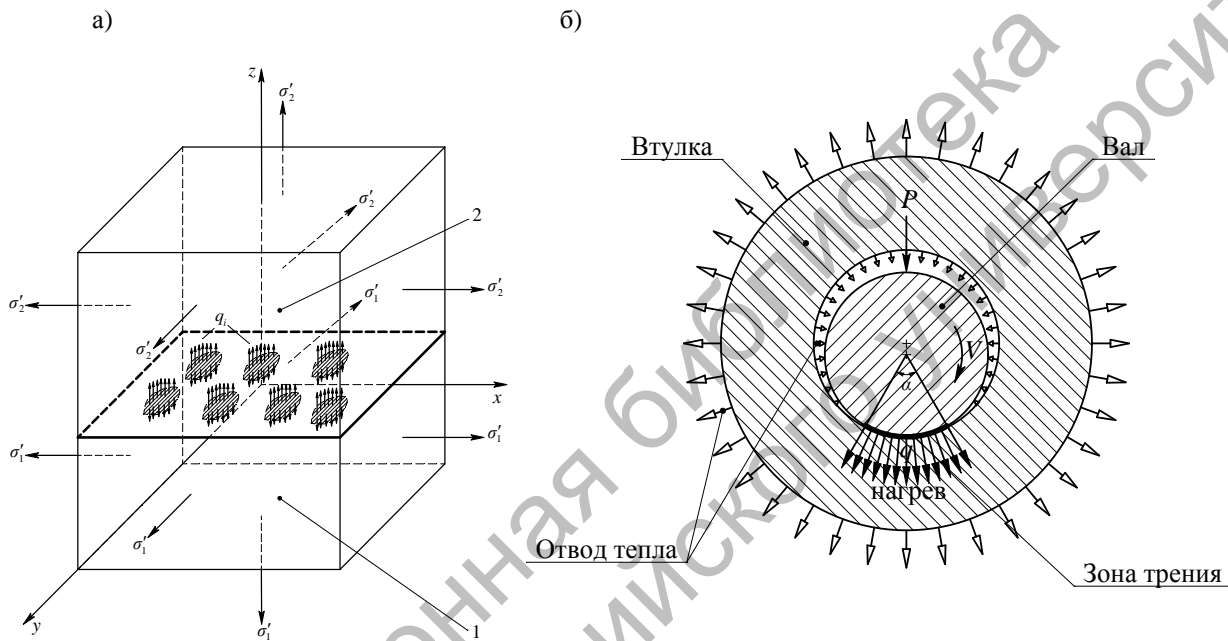 а)
б)
z
σ′₂
σ′₂
2
σ′₂
σ′₂
σ′₁
qᵢ
σ′₂
x
σ′₁
σ′₁
σ′₁
σ′₁
1
y
Втулка
Вал
P
V
α
q
нагрев
Отвод тепла
Зона трения